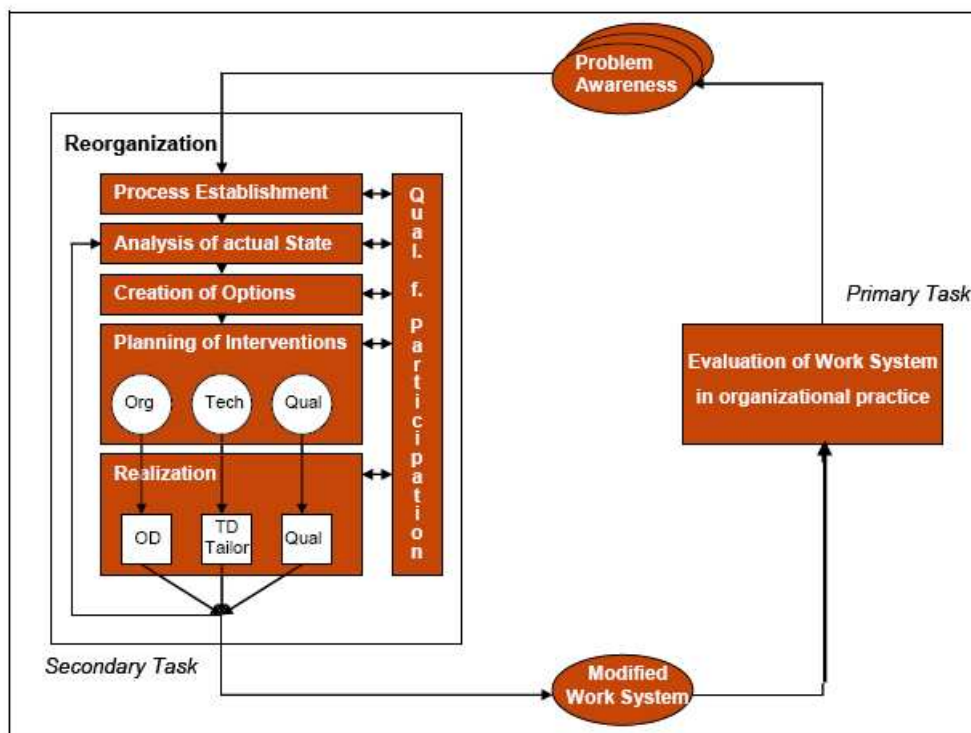 Problem
Awareness
Reorganization
Process Establishment
Analysis of actual State
Creation of Options
Planning of Interventions
Org
Tech
Qual
Realization
OD
TD
Tailor
Qual
Qual. f. Participation
Primary Task
Evaluation of Work System
in organizational practice
Secondary Task
Modified
Work System